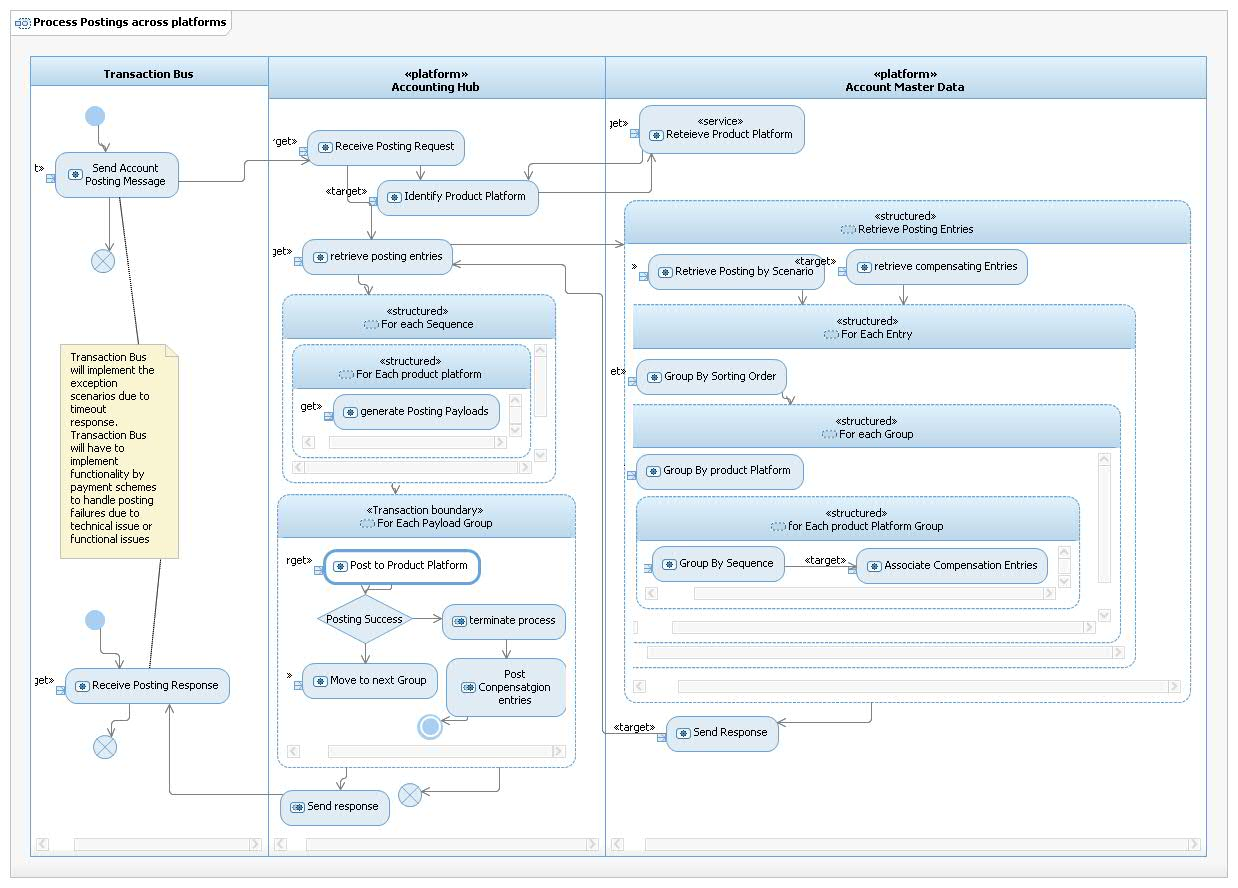 Process Postings across platforms
Transaction Bus
Send Account
Posting Message
t»
Transaction Bus
will implement the
exception
scenarios due to
timeout
response.
Transaction Bus
will have to
implement
functionality by
payment schemes
to handle posting
failures due to
technical issue or
functional issues
get»
Receive Posting Response
«platform»
Accounting Hub
rget»
Receive Posting Request
«target»
Identify Product Platform
get»
retrieve posting entries
«structured»
For each Sequence
«structured»
For Each product platform
get»
generate Posting Payloads
«Transaction boundary»
For Each Payload Group
rget»
Post to Product Platform
Posting Success
terminate process
»
Move to next Group
Post
Conpensatgion
entries
Send response
«platform»
Account Master Data
get»
«service»
Reteieve Product Platform
«structured»
Retrieve Posting Entries
»
Retrieve Posting by Scenario
«target»
retrieve compensating Entries
«structured»
For Each Entry
et»
Group By Sorting Order
«structured»
For each Group
Group By product Platform
«structured»
for Each product Platform Group
Group By Sequence
«target»
Associate Compensation Entries
«target»
Send Response